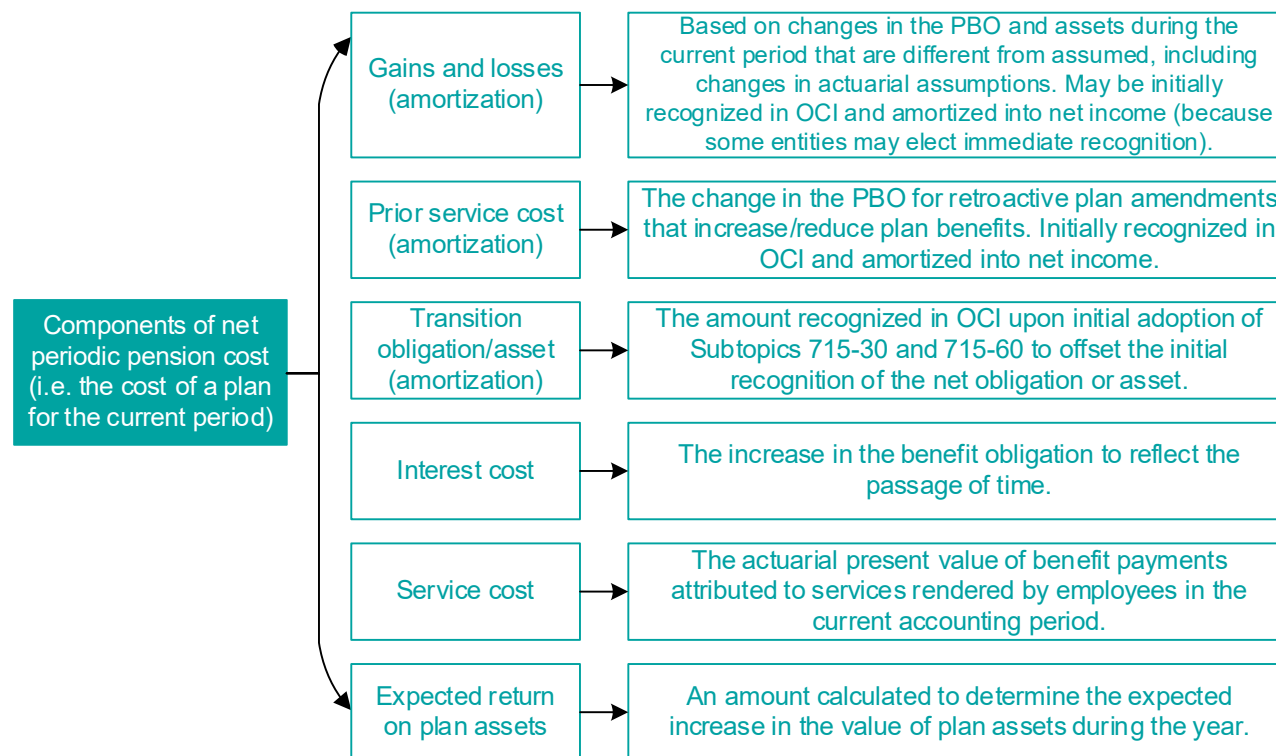 Components of net
periodic pension cost
(i.e. the cost of a plan
for the current period)
Gains and losses
(amortization)
Based on changes in the PBO and assets during the
current period that are different from assumed, including
changes in actuarial assumptions. May be initially
recognized in OCI and amortized into net income (because
some entities may elect immediate recognition).
Prior service cost
(amortization)
The change in the PBO for retroactive plan amendments
that increase/reduce plan benefits. Initially recognized in
OCI and amortized into net income.
Transition
obligation/asset
(amortization)
The amount recognized in OCI upon initial adoption of
Subtopics 715-30 and 715-60 to offset the initial
recognition of the net obligation or asset.
Interest cost
The increase in the benefit obligation to reflect the
passage of time.
Service cost
The actuarial present value of benefit payments
attributed to services rendered by employees in the
current accounting period.
Expected return
on plan assets
An amount calculated to determine the expected
increase in the value of plan assets during the year.